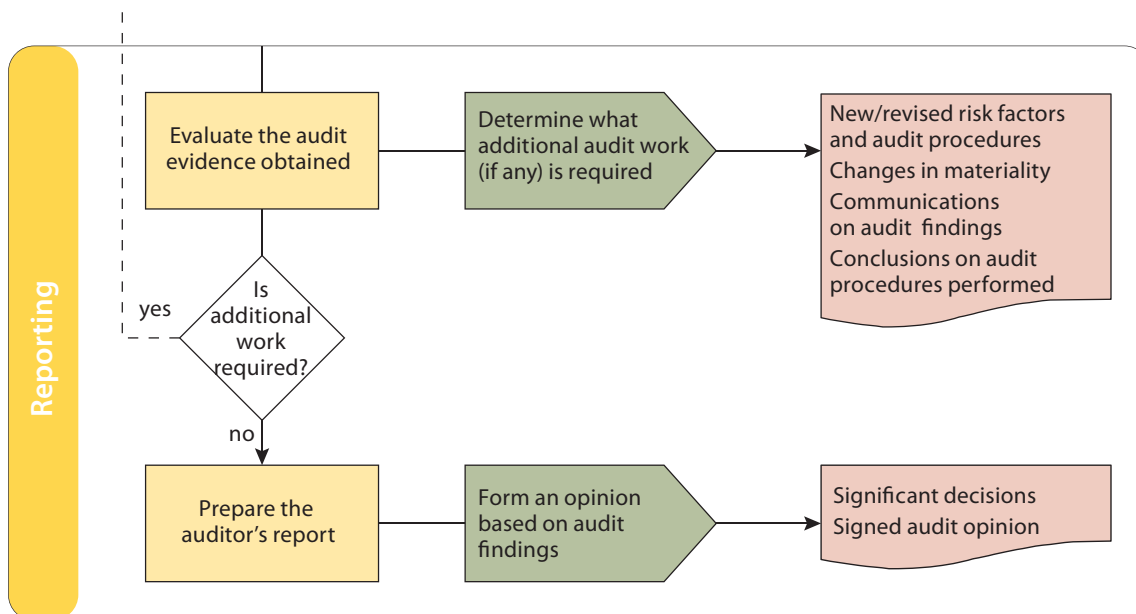 Reporting
Evaluate the audit
evidence obtained
Determine what
additional audit work
(if any) is required
New/revised risk factors
and audit procedures
Changes in materiality
Communications
on audit findings
Conclusions on audit
procedures performed
yes
Is
additional
work
required?
no
Prepare the
auditor’s report
Form an opinion
based on audit
findings
Significant decisions
Signed audit opinion